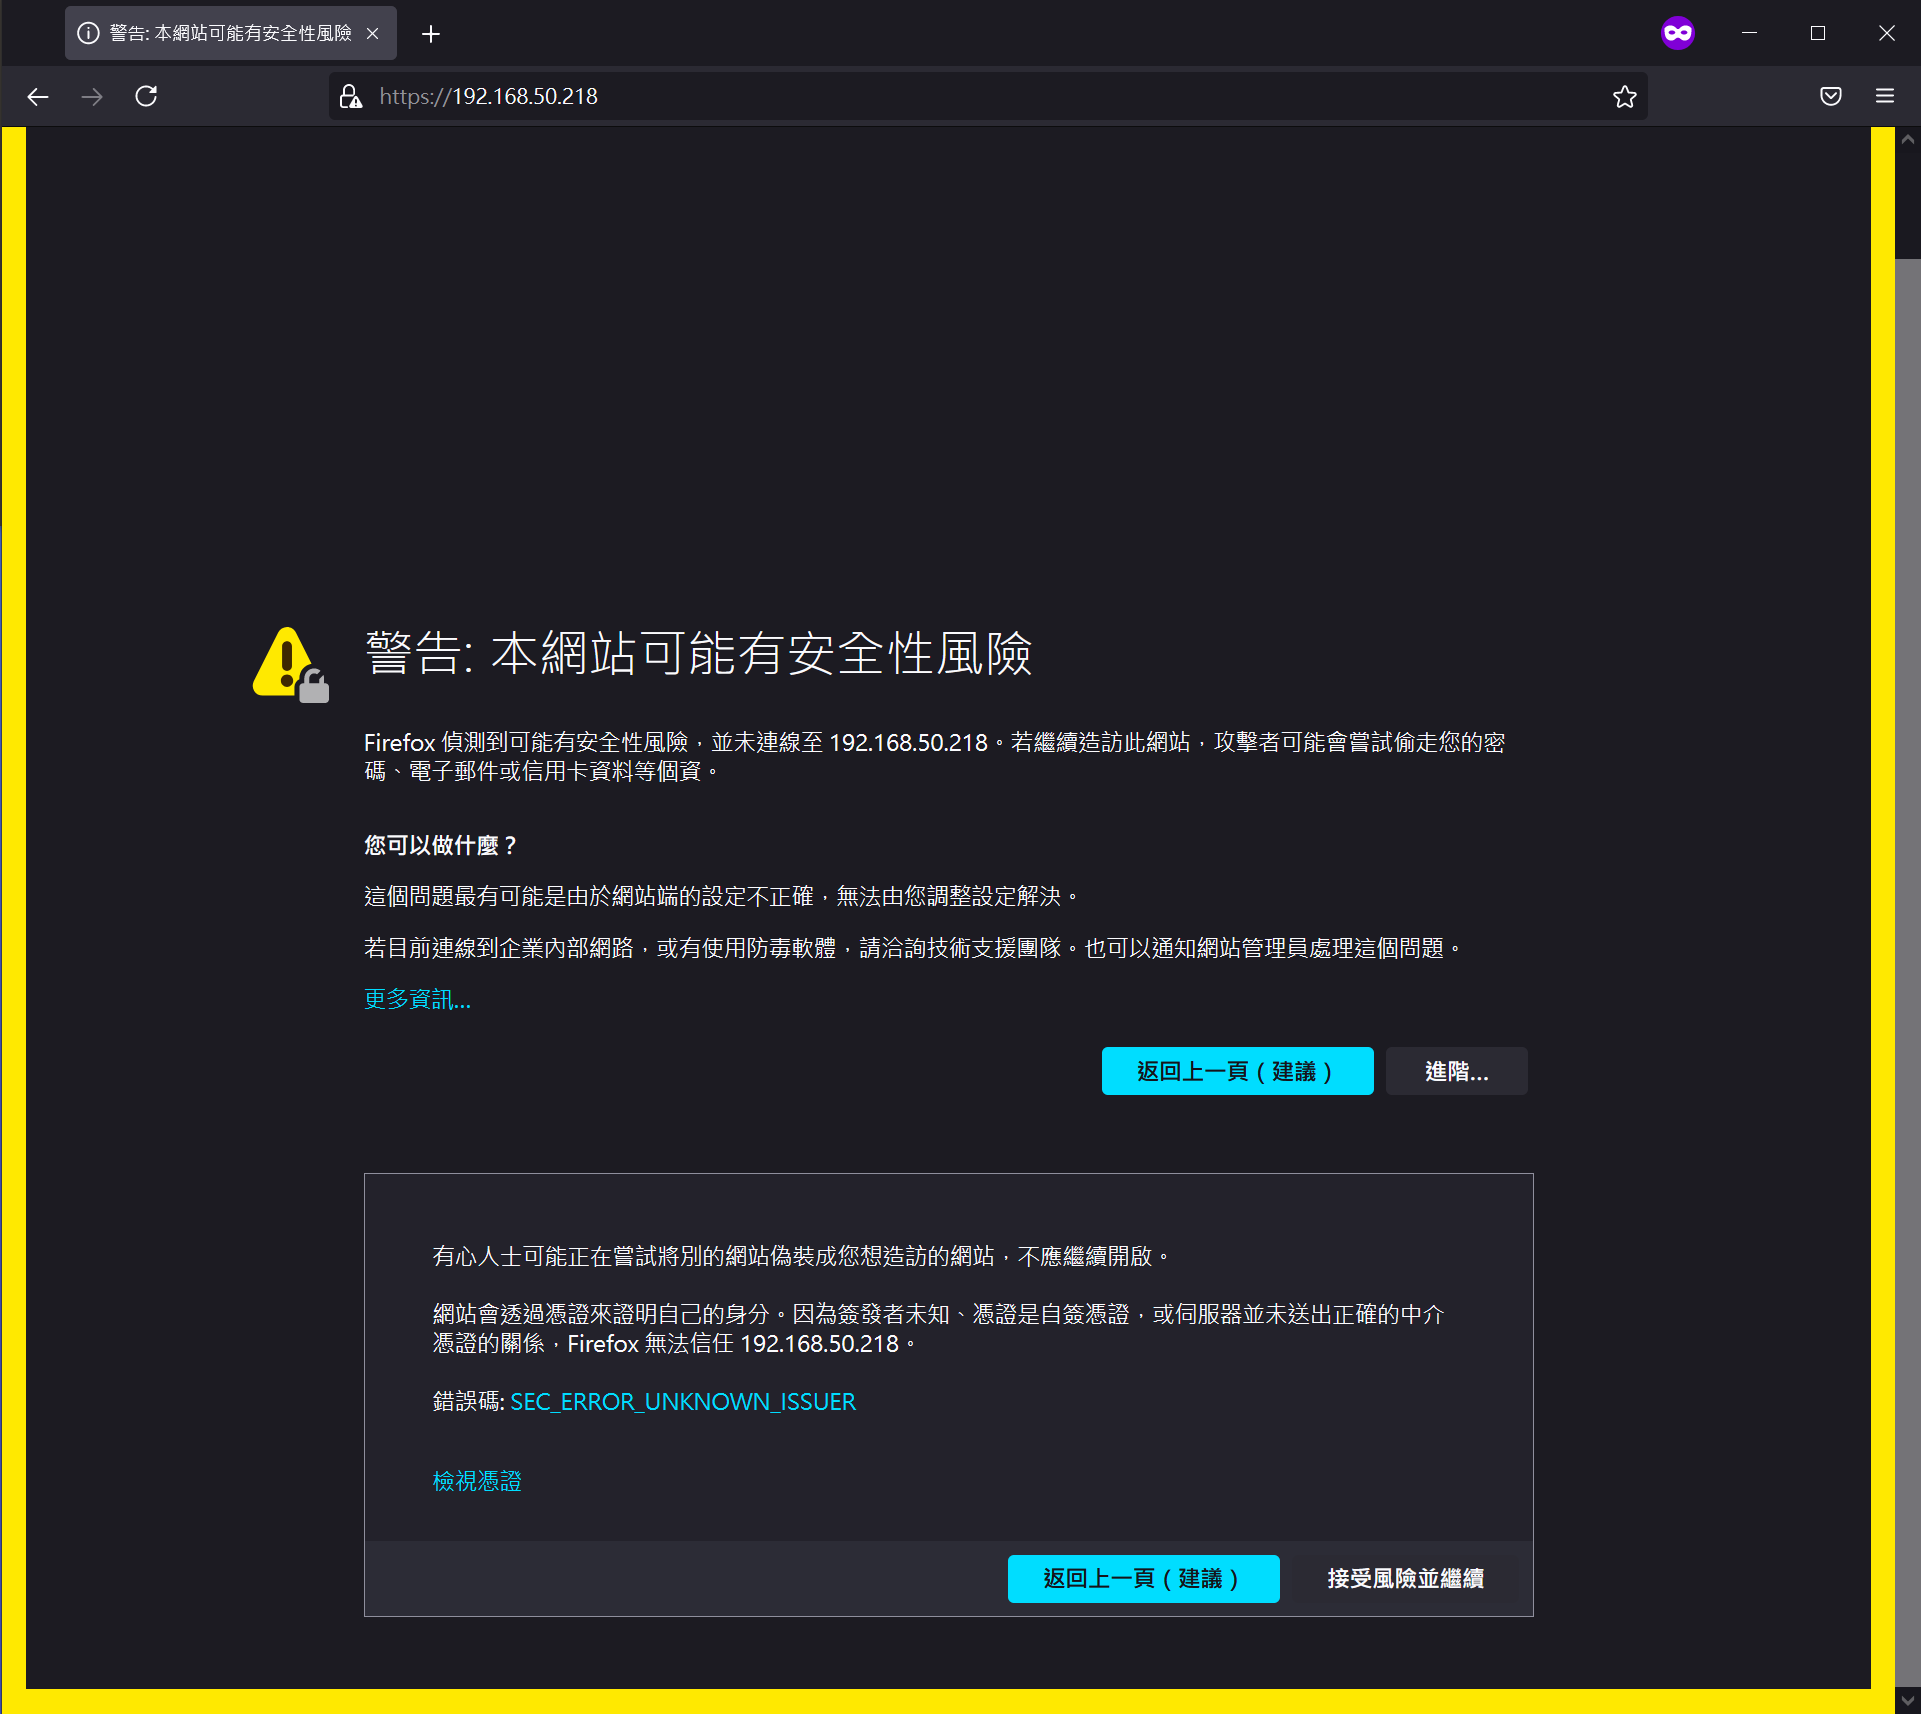 警告: 本網站可能有安全性風險
https://192.168.50.218
警告: 本網站可能有安全性風險
Firefox 偵測到可能有安全性風險，並未連線至 192.168.50.218。若繼續造訪此網站，攻擊者可能會嘗試偷走您的密
碼、電子郵件或信用卡資料等個資。
您可以做什麼？
這個問題最有可能是由於網站端的設定不正確，無法由您調整設定解決。
若目前連線到企業內部網路，或有使用防毒軟體，請洽詢技術支援團隊。也可以通知網站管理員處理這個問題。
更多資訊...
返回上一頁（建議） 進階...
有心人士可能正在嘗試將別的網站偽裝成您想造訪的網站，不應繼續開啟。
網站會透過憑證來證明自己的身分。因為簽發者未知、憑證是自簽憑證，或伺服器並未送出正確的中介
憑證的關係，Firefox 無法信任 192.168.50.218。
錯誤碼: SEC_ERROR_UNKNOWN_ISSUER
檢視憑證
返回上一頁（建議） 接受風險並繼續